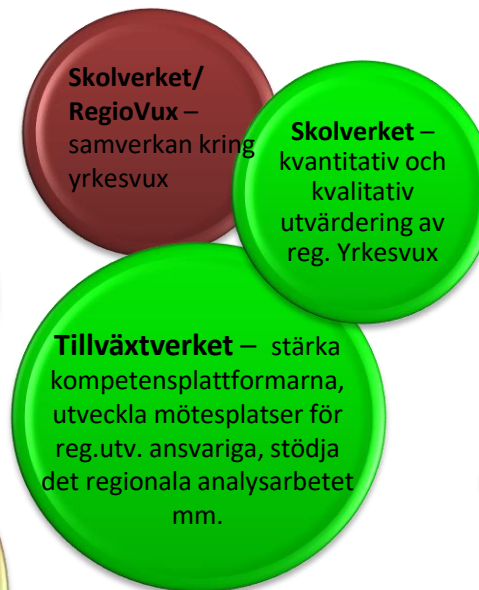 Skolverket/
RegioVux –
samverkan kring
yrkesvux
Skolverket –
kvantitativ och
kvalitativ
utvärdering av
reg. Yrkesvux
Tillväxtverket – stärka
kompetensplattformarna,
utveckla mötesplatser för
reg.utv. ansvariga, stödja
det regionala analysarbetet
mm.